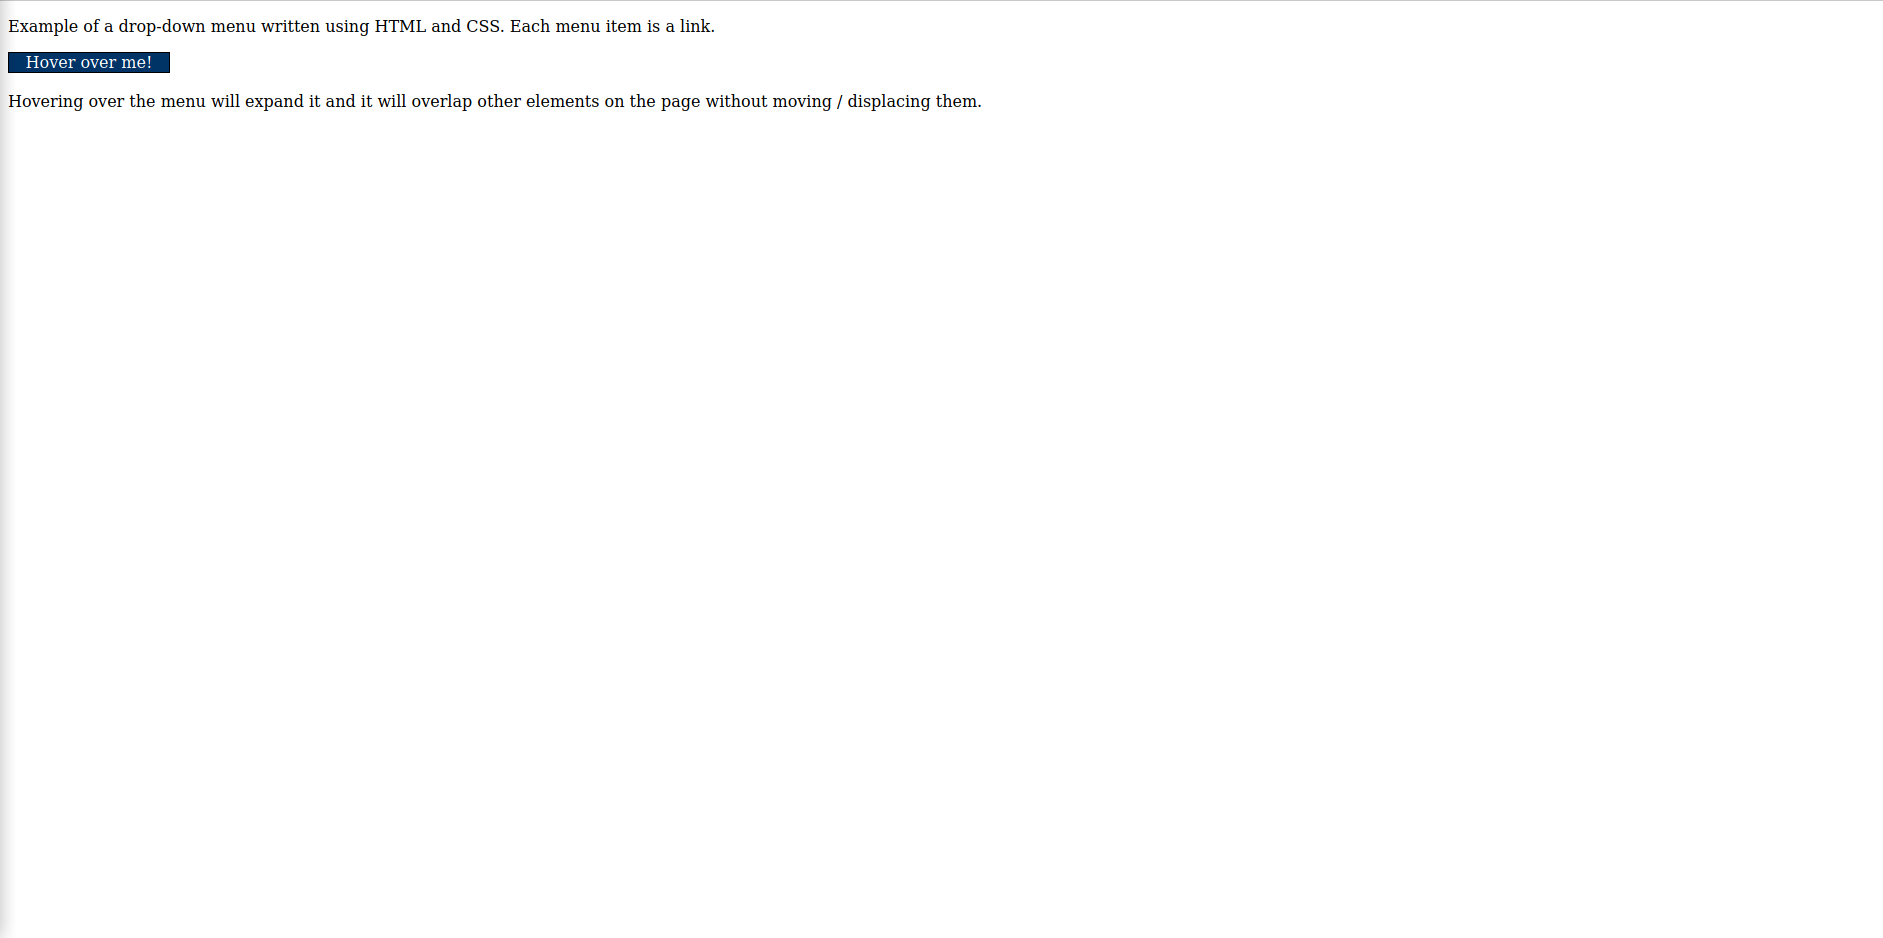 Example of a drop-down menu written using HTML and CSS. Each menu item is a link.
Hover over me!
Hovering over the menu will expand it and it will overlap other elements on the page without moving / displacing them.